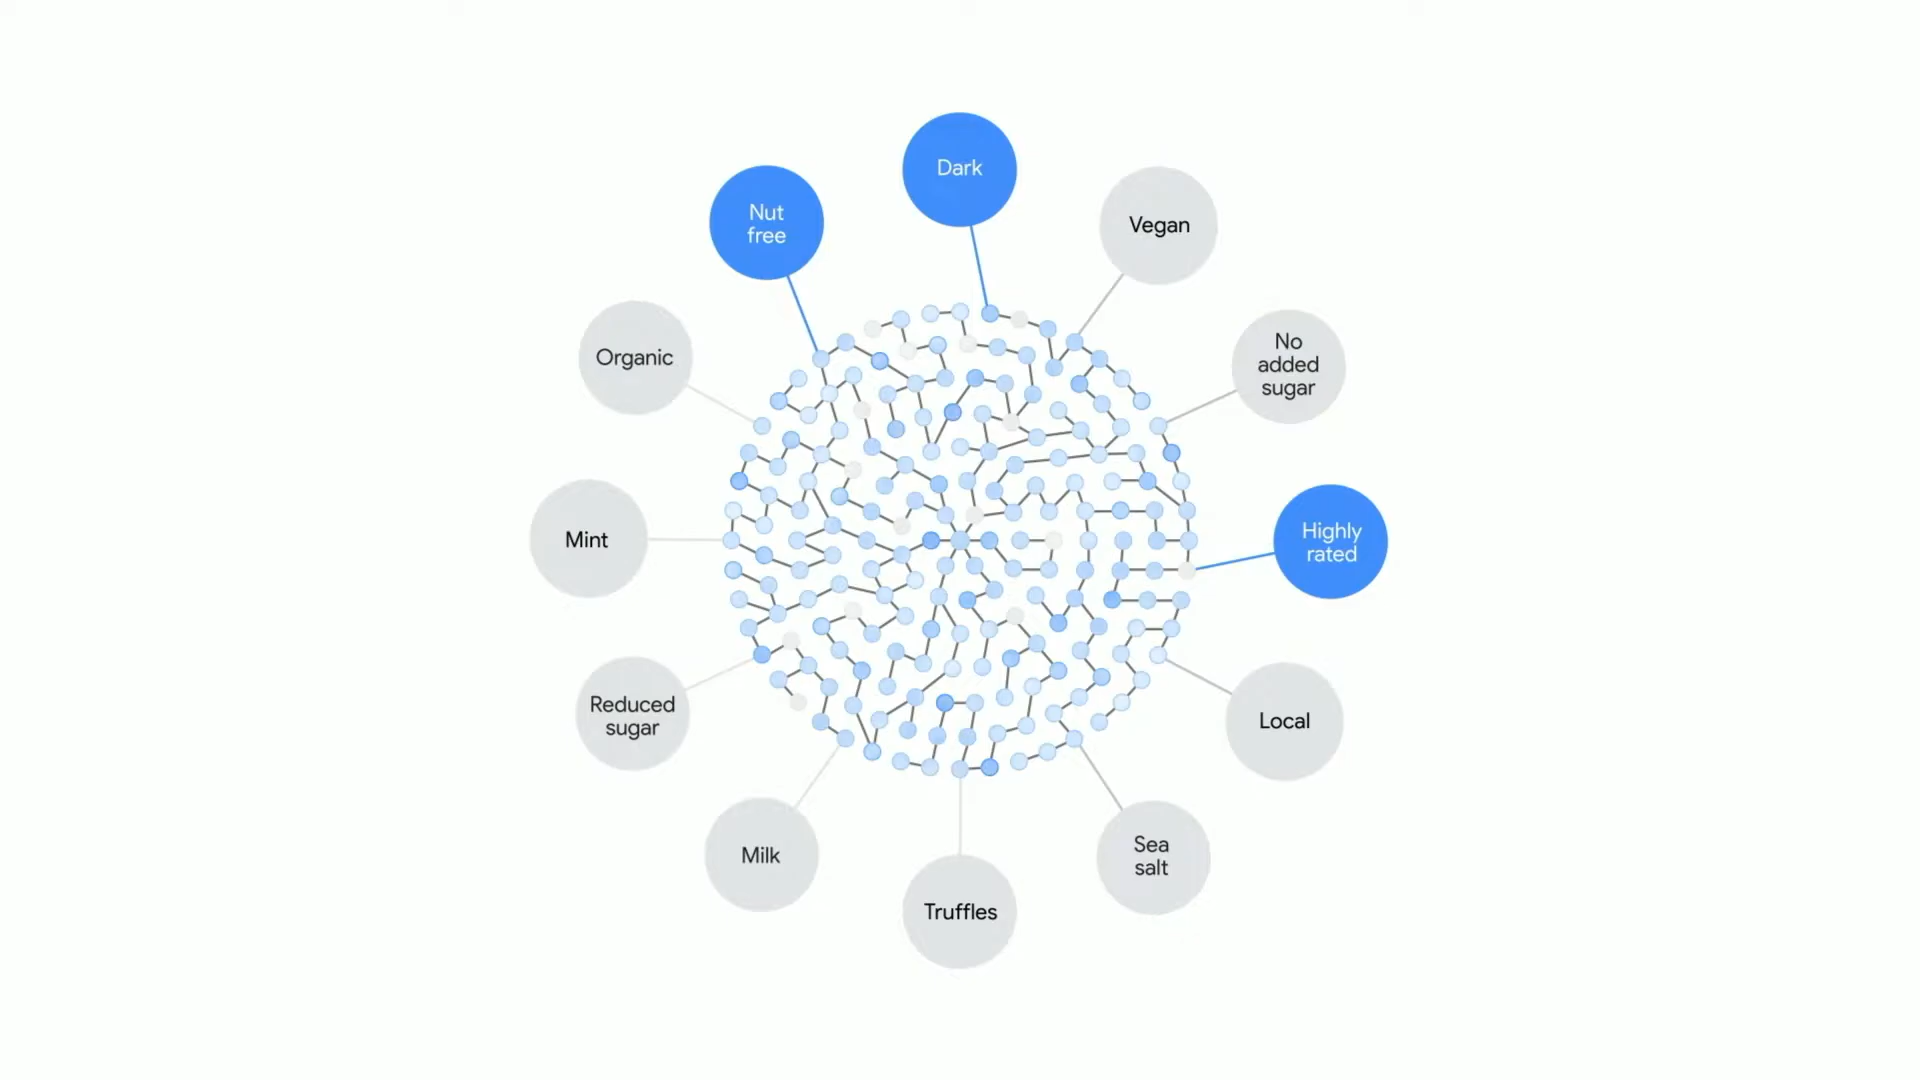 Dark
Nut
free
Vegan
Organic
No
added
sugar
Mint
Highly
rated
Reduced
sugar
Local
Milk
Sea
salt
Truffles